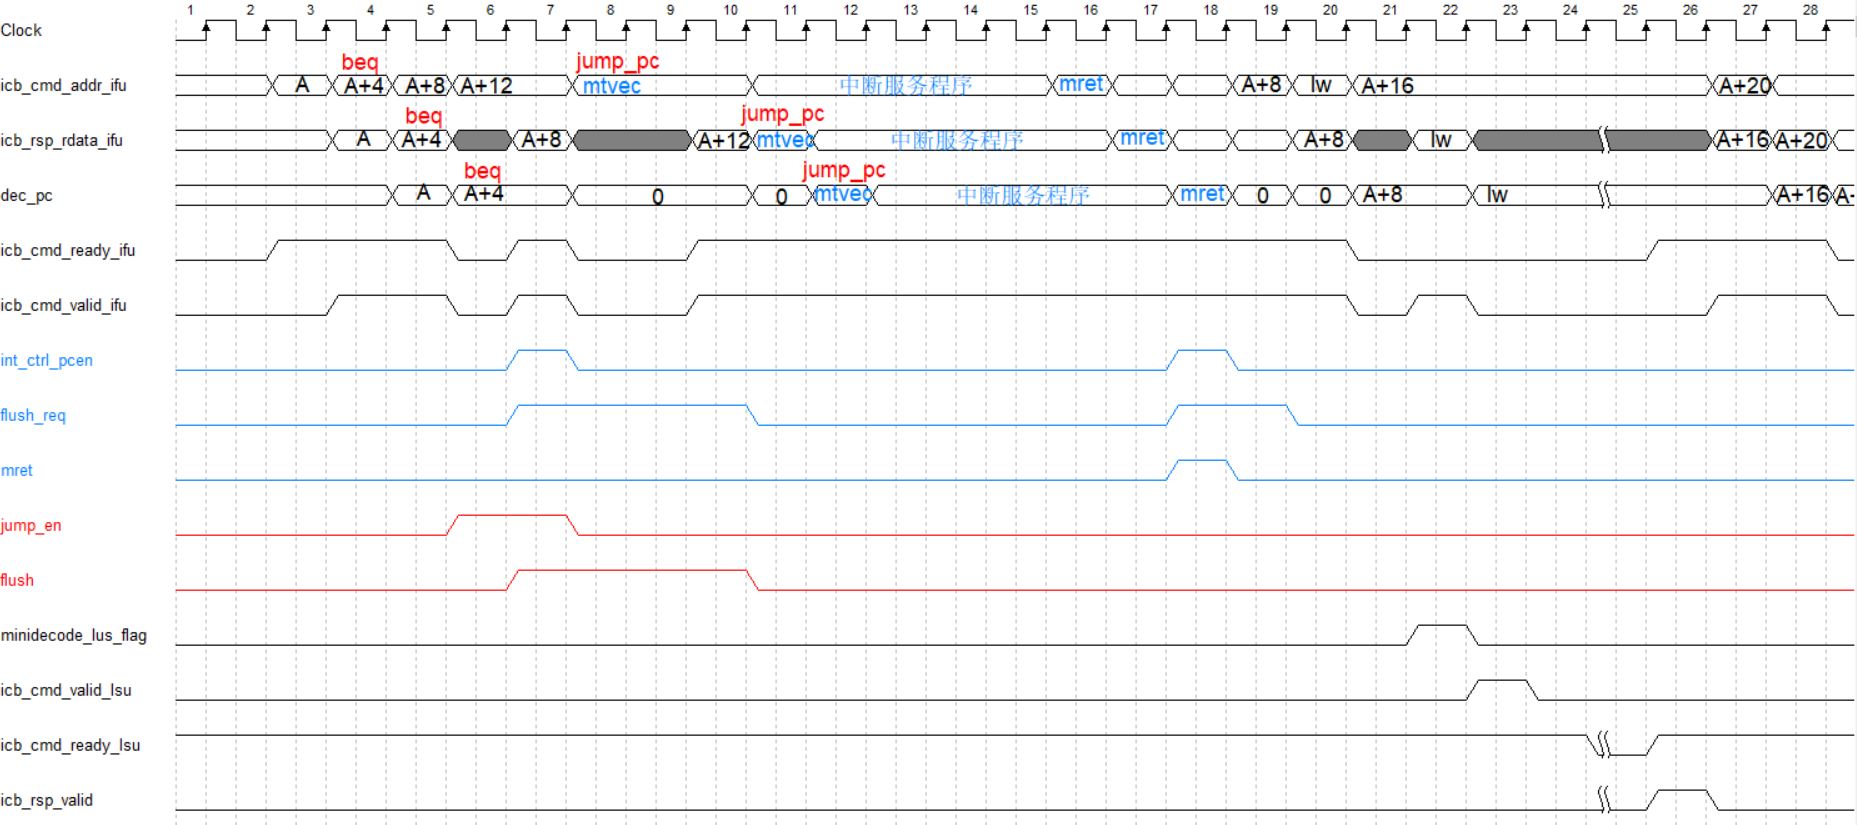 1 2 3 4 5 6 7 8 9 10 11 12 13 14 15 16 17 18 19 20 21 22 23 24 25 26 27 28
Clock
beq jump_pc
icb_cmd_addr_ifu A A+4 A+8 A+12 mtvec 中断服务程序 mret A+8 lw A+16 A+20
beq jump_pc
icb_rsp_rdata_ifu A A+4 A+8 A+12 mtvec 中断服务程序 mret A+8 lw A+16 A+20
beq jump_pc
dec_pc A A+4 0 0 mtvec 中断服务程序 mret 0 0 A+8 lw A+16 A-
icb_cmd_ready_ifu
icb_cmd_valid_ifu
int_ctrl_pcen
flush_req
mret
jump_en
flush
minidecode_lus_flag
icb_cmd_valid_lsu
icb_cmd_ready_lsu
icb_rsp_valid